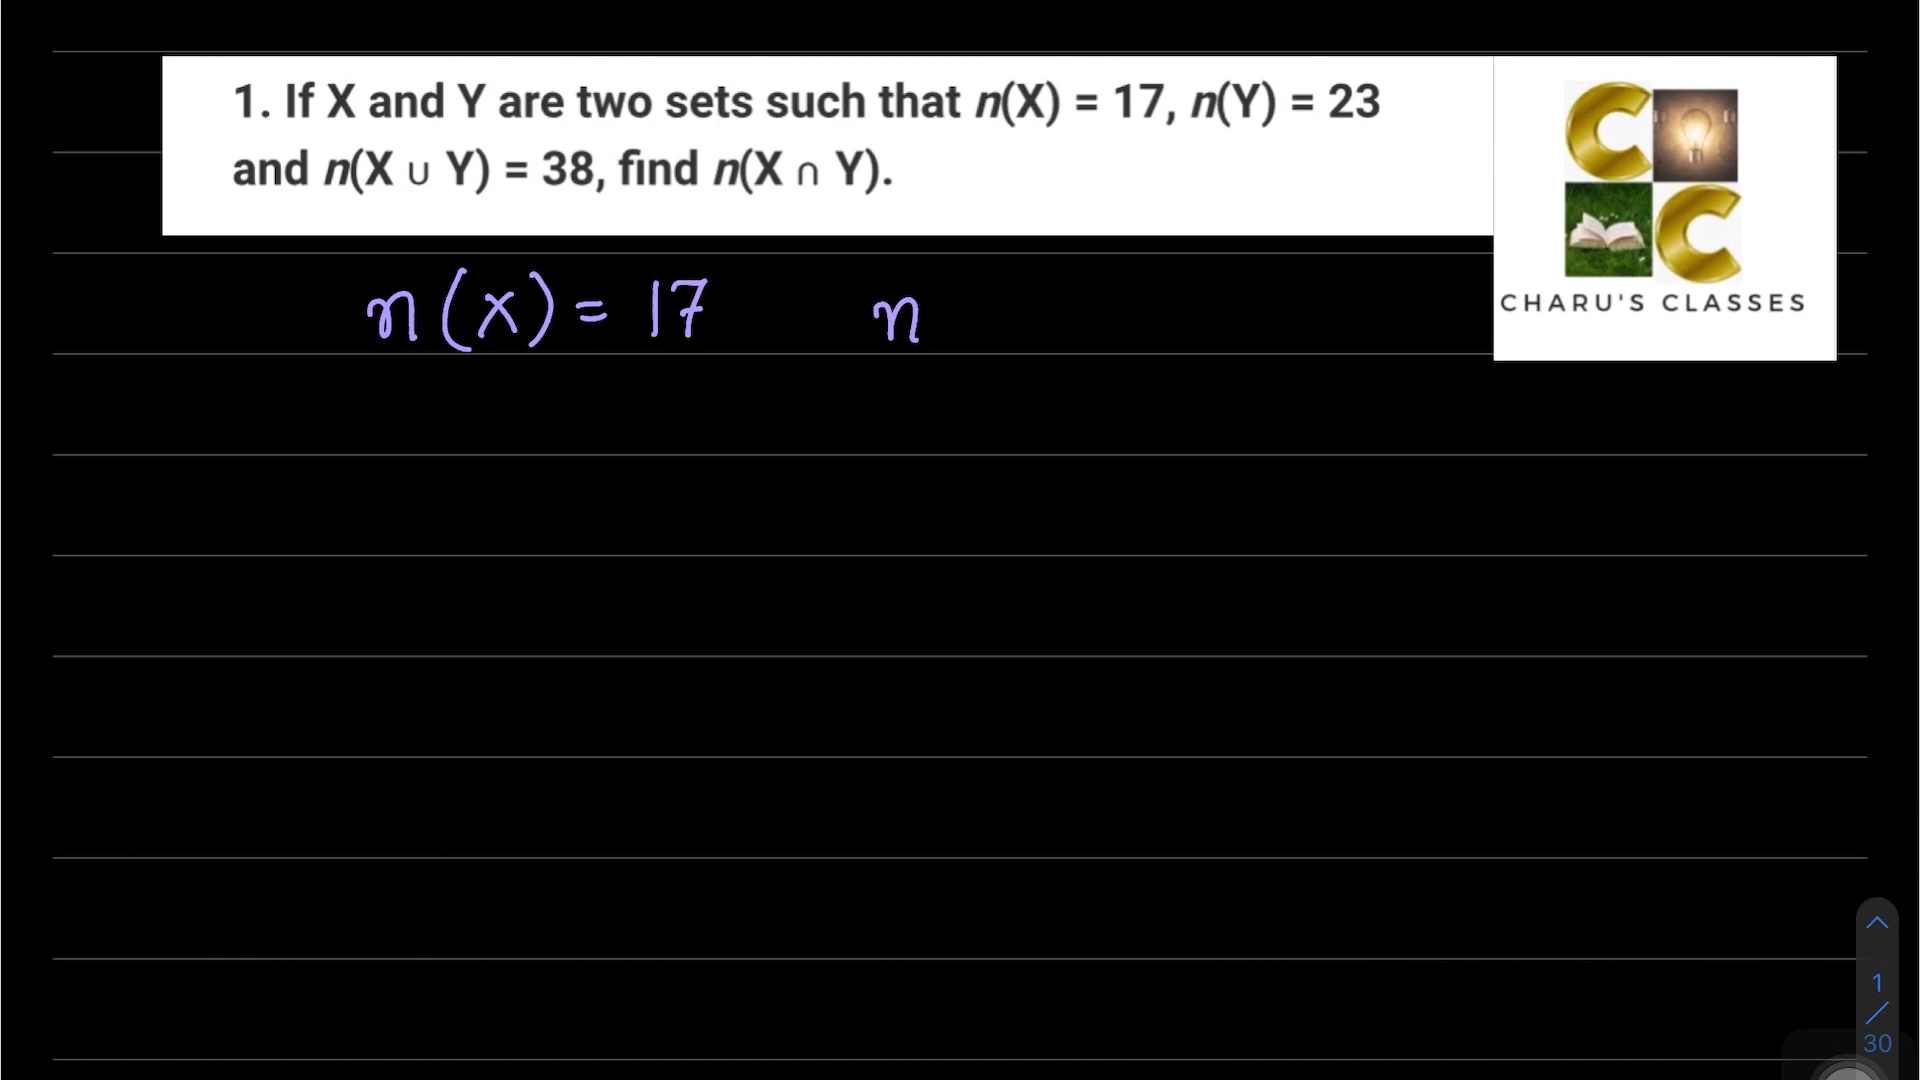 1. If X and Y are two sets such that n(X) = 17, n(Y) = 23
and n(X ∪ Y) = 38, find n(X ∩ Y).
CHARU'S CLASSES
n(x) = 17 n
1
/
30